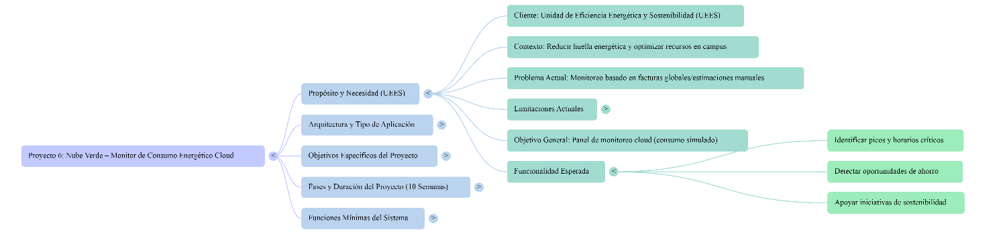 Proyecto 6: Nube Verde – Monitor de Consumo Energético Cloud
<
Propósito y Necesidad (UEES)
<
Cliente: Unidad de Eficiencia Energética y Sostenibilidad (UEES)
Contexto: Reducir huella energética y optimizar recursos en campus
Problema Actual: Monitoreo basado en facturas globales/estimaciones manuales
Limitaciones Actuales
>
Objetivo General: Panel de monitoreo cloud (consumo simulado)
Funcionalidad Esperada
<
Identificar picos y horarios críticos
Detectar oportunidades de ahorro
Apoyar iniciativas de sostenibilidad
Arquitectura y Tipo de Aplicación
>
Objetivos Específicos del Proyecto
>
Fases y Duración del Proyecto (10 Semanas)
>
Funciones Mínimas del Sistema
>